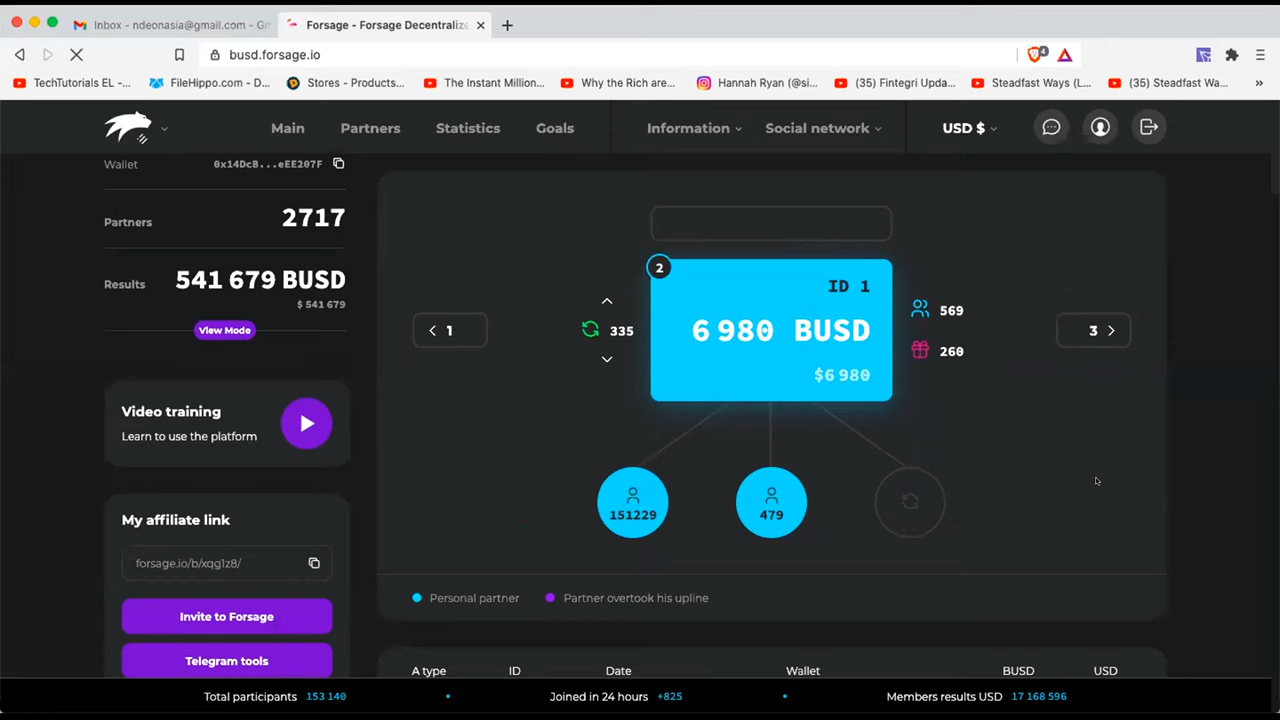 Inbox - ndeonasia@gmail.com - Gm
Forsage - Forsage Decentralize
busd.forsage.io
4
TechTutorials EL -...
FileHippo.com - D...
Stores - Products...
The Instant Million...
Why the Rich are...
Hannah Ryan (@si...
(35) Fintegri Upda...
Steadfast Ways (L...
(35) Steadfast Wa...
»
Main
Partners
Statistics
Goals
Information
Social network
USD $
Wallet
0x14DcB...eEE207F
Partners
2717
Results
541 679 BUSD
$ 541 679
View Mode
Video training
Learn to use the platform
My affiliate link
forsage.io/b/xqg1z8/
Invite to Forsage
Telegram tools
2
ID 1
6 980 BUSD
$6 980
1
335
569
260
3
151229
479
Personal partner
Partner overtook his upline
A type
ID
Date
Wallet
BUSD
USD
Total participants 153 140
Joined in 24 hours +825
Members results USD 17 168 596